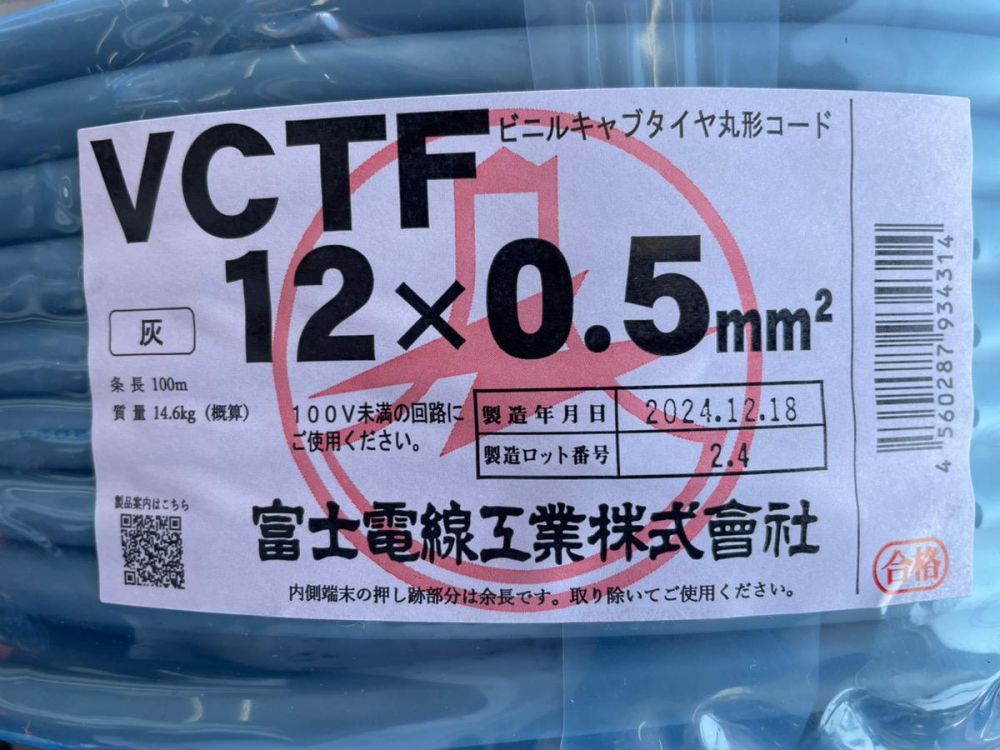 VCTF
ビニルキャブタイヤ丸形コード
12×0.5mm²
灰
条長 100m
質量 14.6kg (概算)
100V未満の回路に
ご使用ください。
製造年月日 2024.12.18
製造ロット番号 2.4
製品案内はこちら
富士電線工業株式會社
内側端末の押し跡部分は余長です。取り除いてご使用ください。
4560287934314
合格